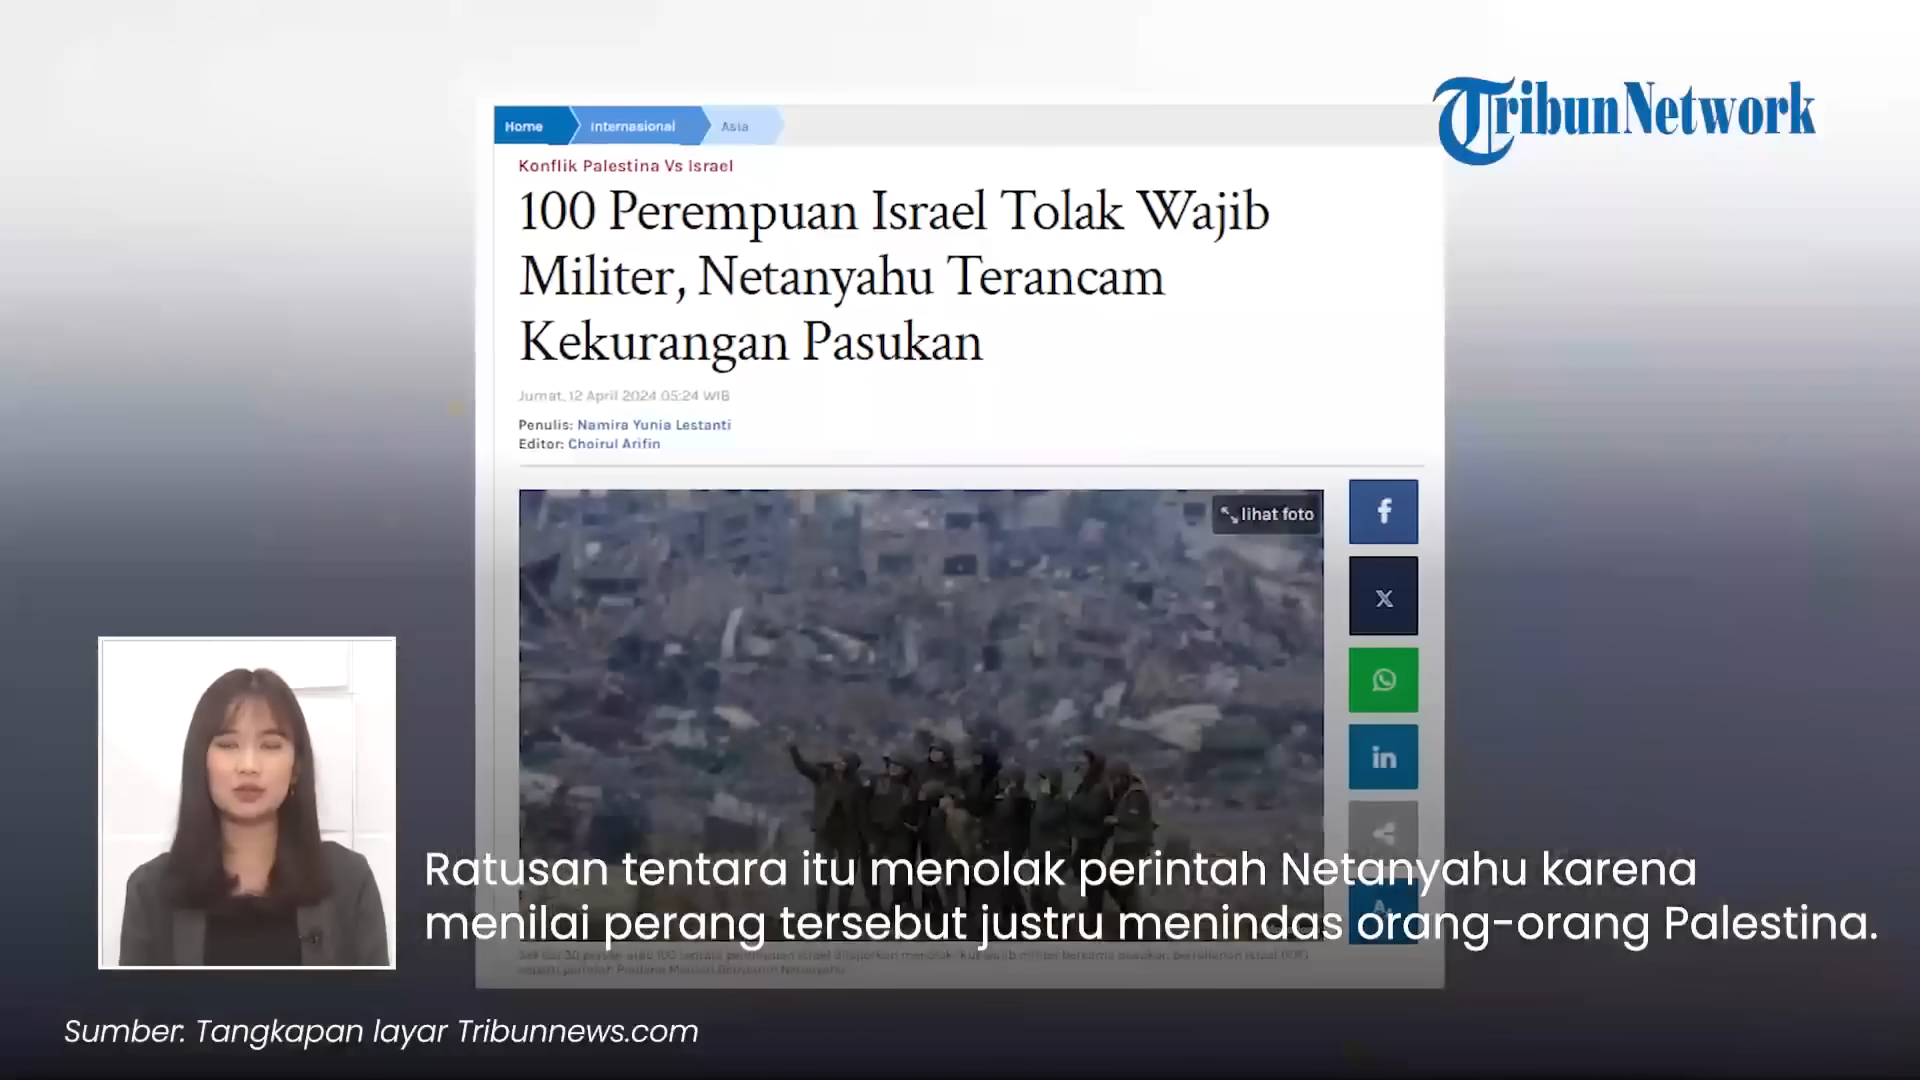 TribunNetwork
Home
Internasional
Asia
Konflik Palestina Vs Israel
100 Perempuan Israel Tolak Wajib
Militer, Netanyahu Terancam
Kekurangan Pasukan
Jumat, 12 April 2024 05:24 WIB
Penulis: Namira Yunia Lestanti
Editor: Choirul Arifin
lihat foto
Ratusan tentara itu menolak perintah Netanyahu karena
menilai perang tersebut justru menindas orang-orang Palestina.
Sumber: Tangkapan layar Tribunnews.com